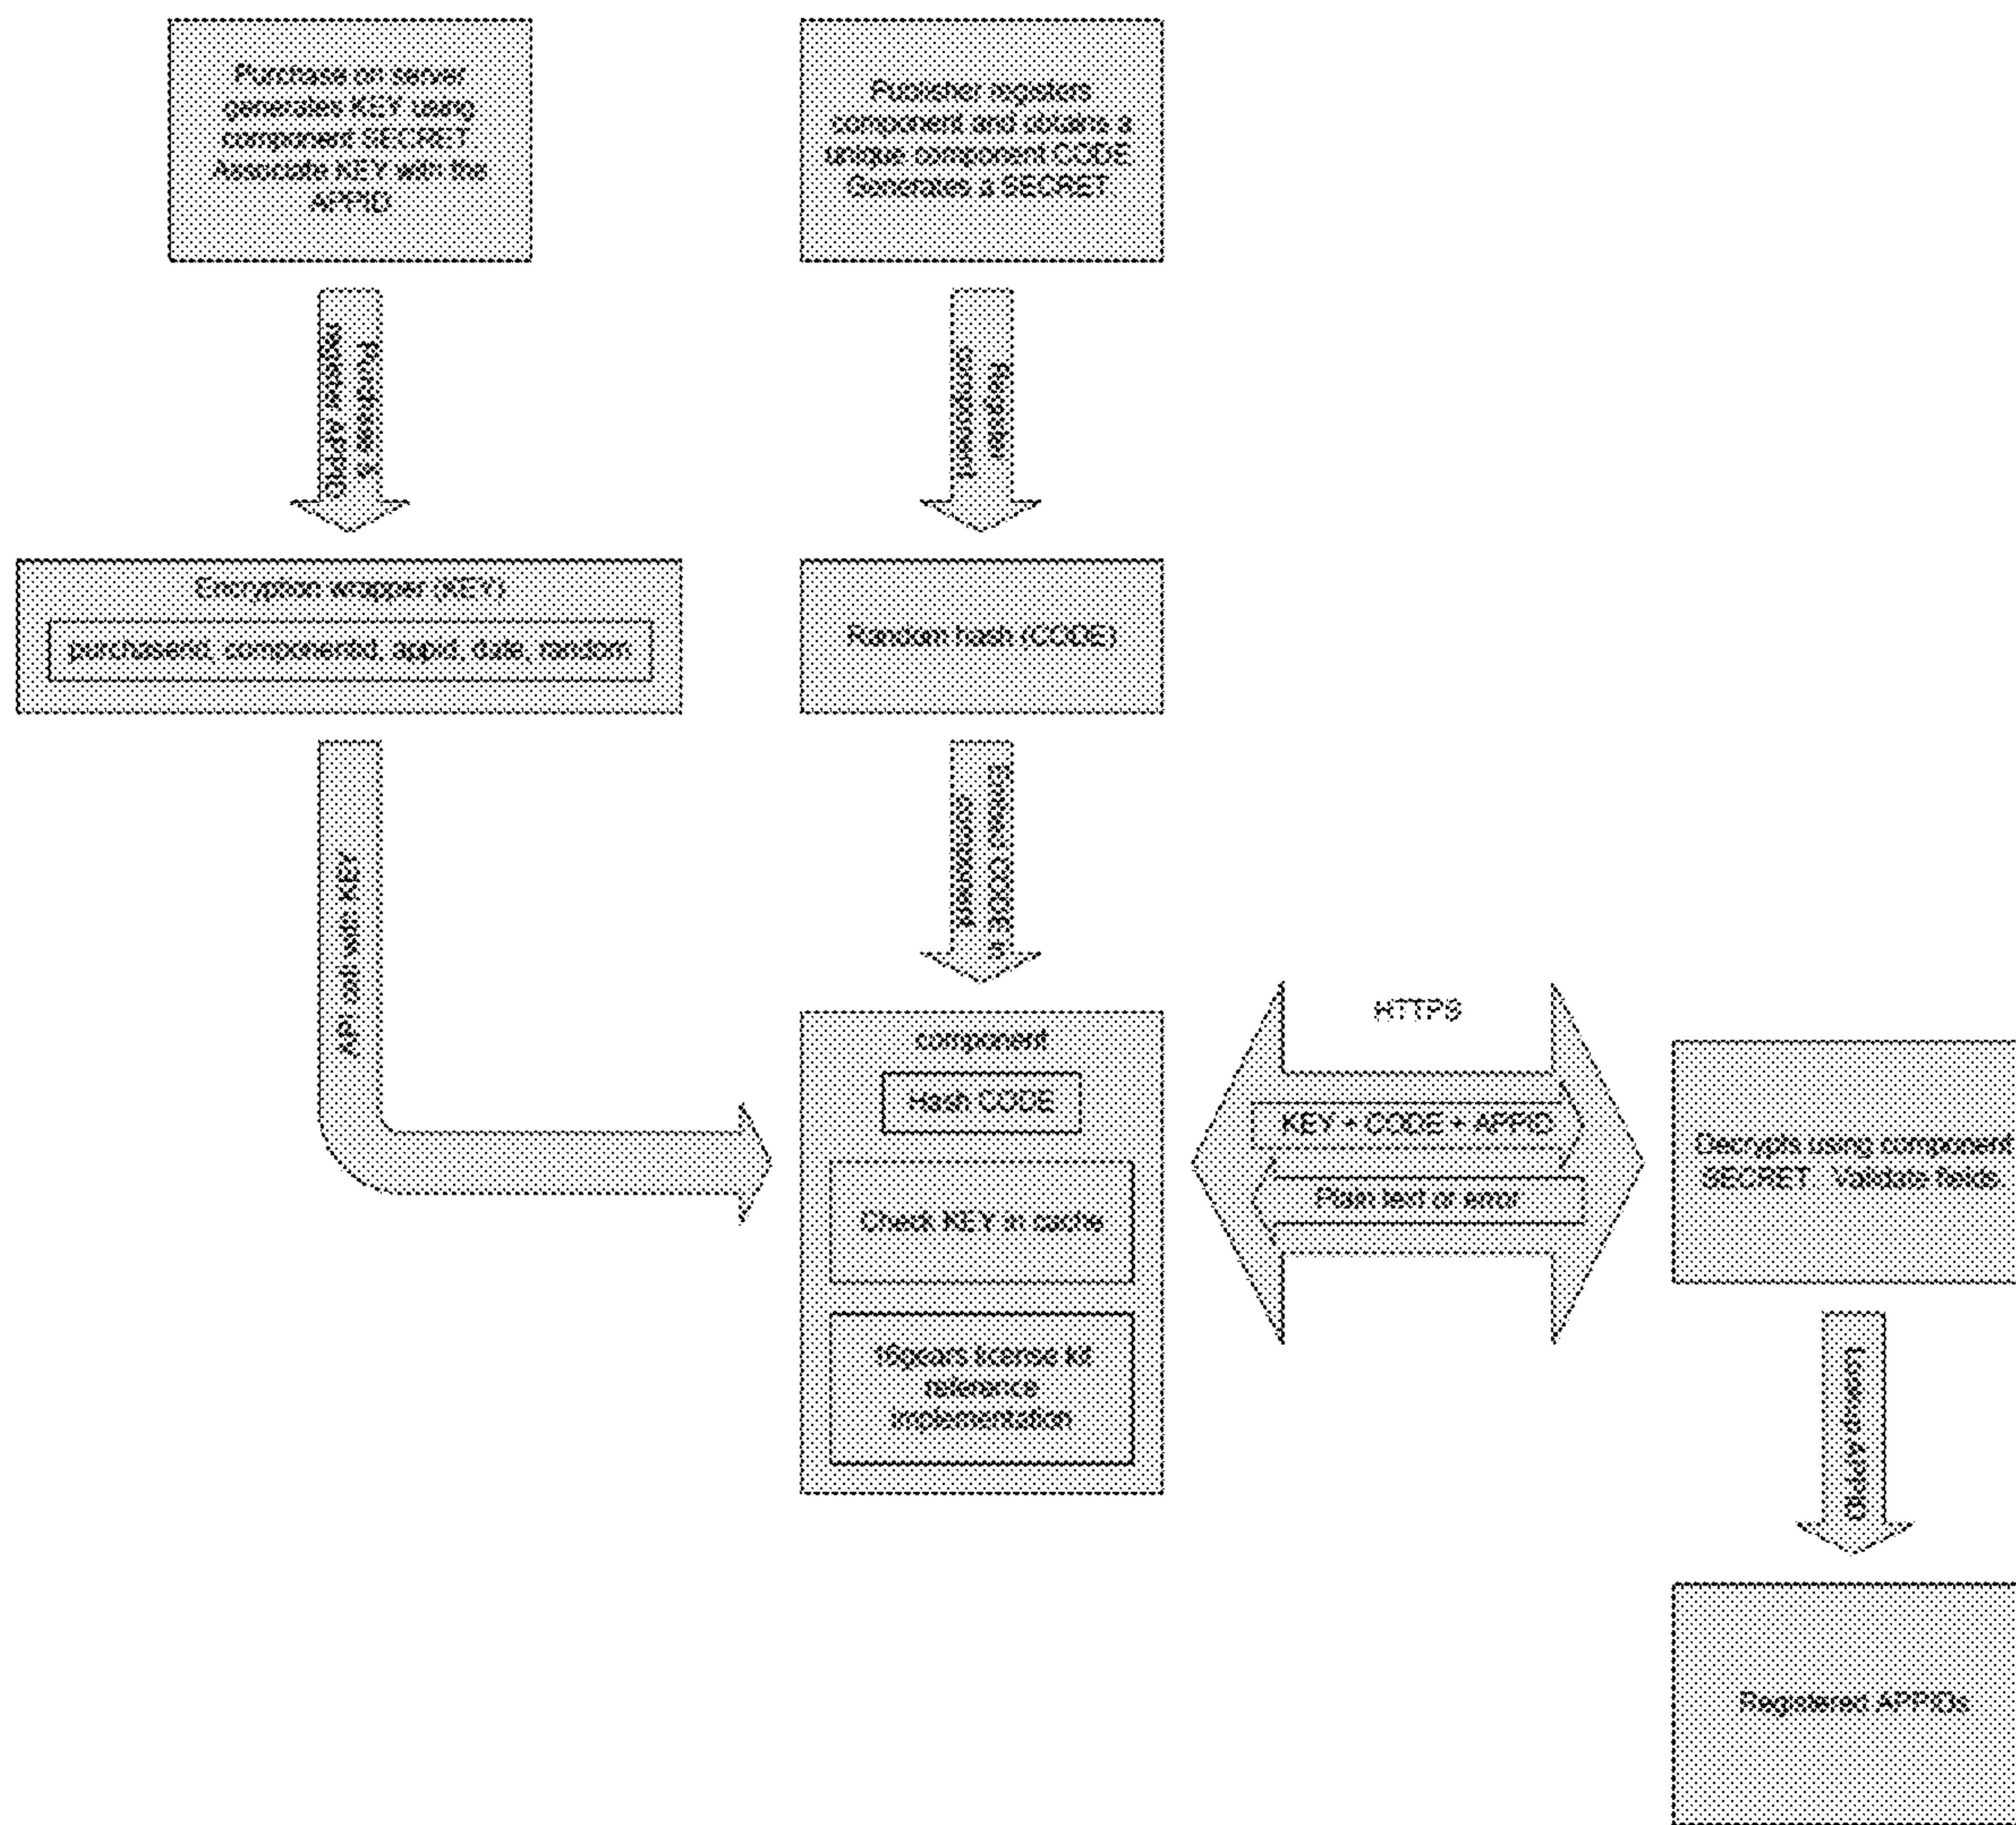 Purchase on server
generates KEY using
component SECRET
Associate KEY with the
APPID
Publisher registers
component and obtains a
unique component CODE
Generates a SECRET
Encryption wrapper (KEY)
purchaseid, componentid, appid, date, random
Random hash (CODE)
API call with KEY
component
Hash CODE
Check KEY in cache
license kit
reference
implementation
HTTPS
KEY + CODE + APPID
Plain text or error
Decrypts using component
SECRET. Validate fields.
Registered APPIDs